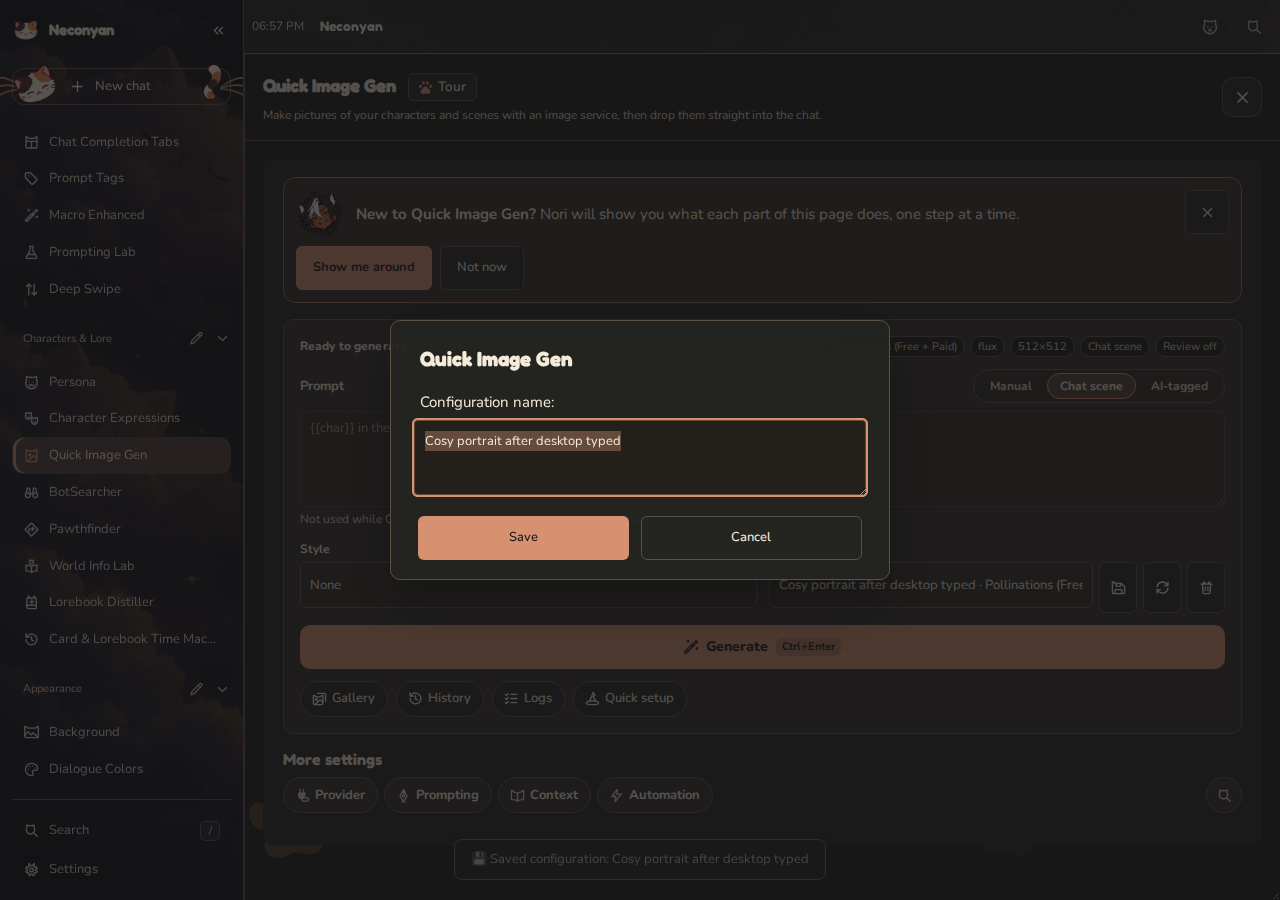 Neconyan
06:57 PM Neconyan
New chat
Chat Completion Tabs
Prompt Tags
Macro Enhanced
Prompting Lab
Deep Swipe
Characters & Lore
Persona
Character Expressions
Quick Image Gen
BotSearcher
Pawthfinder
World Info Lab
Lorebook Distiller
Card & Lorebook Time Mac...
Appearance
Background
Dialogue Colors
Search /
Settings
Quick Image Gen Tour
Make pictures of your characters and scenes with an image service, then drop them straight into the chat.
New to Quick Image Gen? Nori will show you what each part of this page does, one step at a time.
Show me around Not now
Ready to genera
(Free + Paid) flux 512×512 Chat scene Review off
Prompt Manual Chat scene AI-tagged
{{char}} in the
Not used while
Style
Quick Image Gen
Configuration name:
Cosy portrait after desktop typed
Save Cancel
None Cosy portrait after desktop typed · Pollinations (Free
Generate Ctrl+Enter
Gallery History Logs Quick setup
More settings
Provider Prompting Context Automation
Saved configuration: Cosy portrait after desktop typed